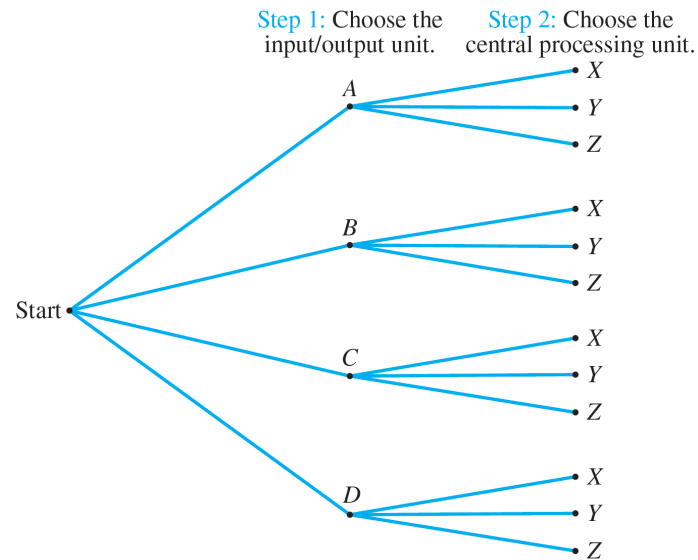 Step 1: Choose the
input/output unit.
Step 2: Choose the
central processing unit.
A
X
Y
Z
B
X
Y
Z
Start
C
X
Y
Z
D
X
Y
Z